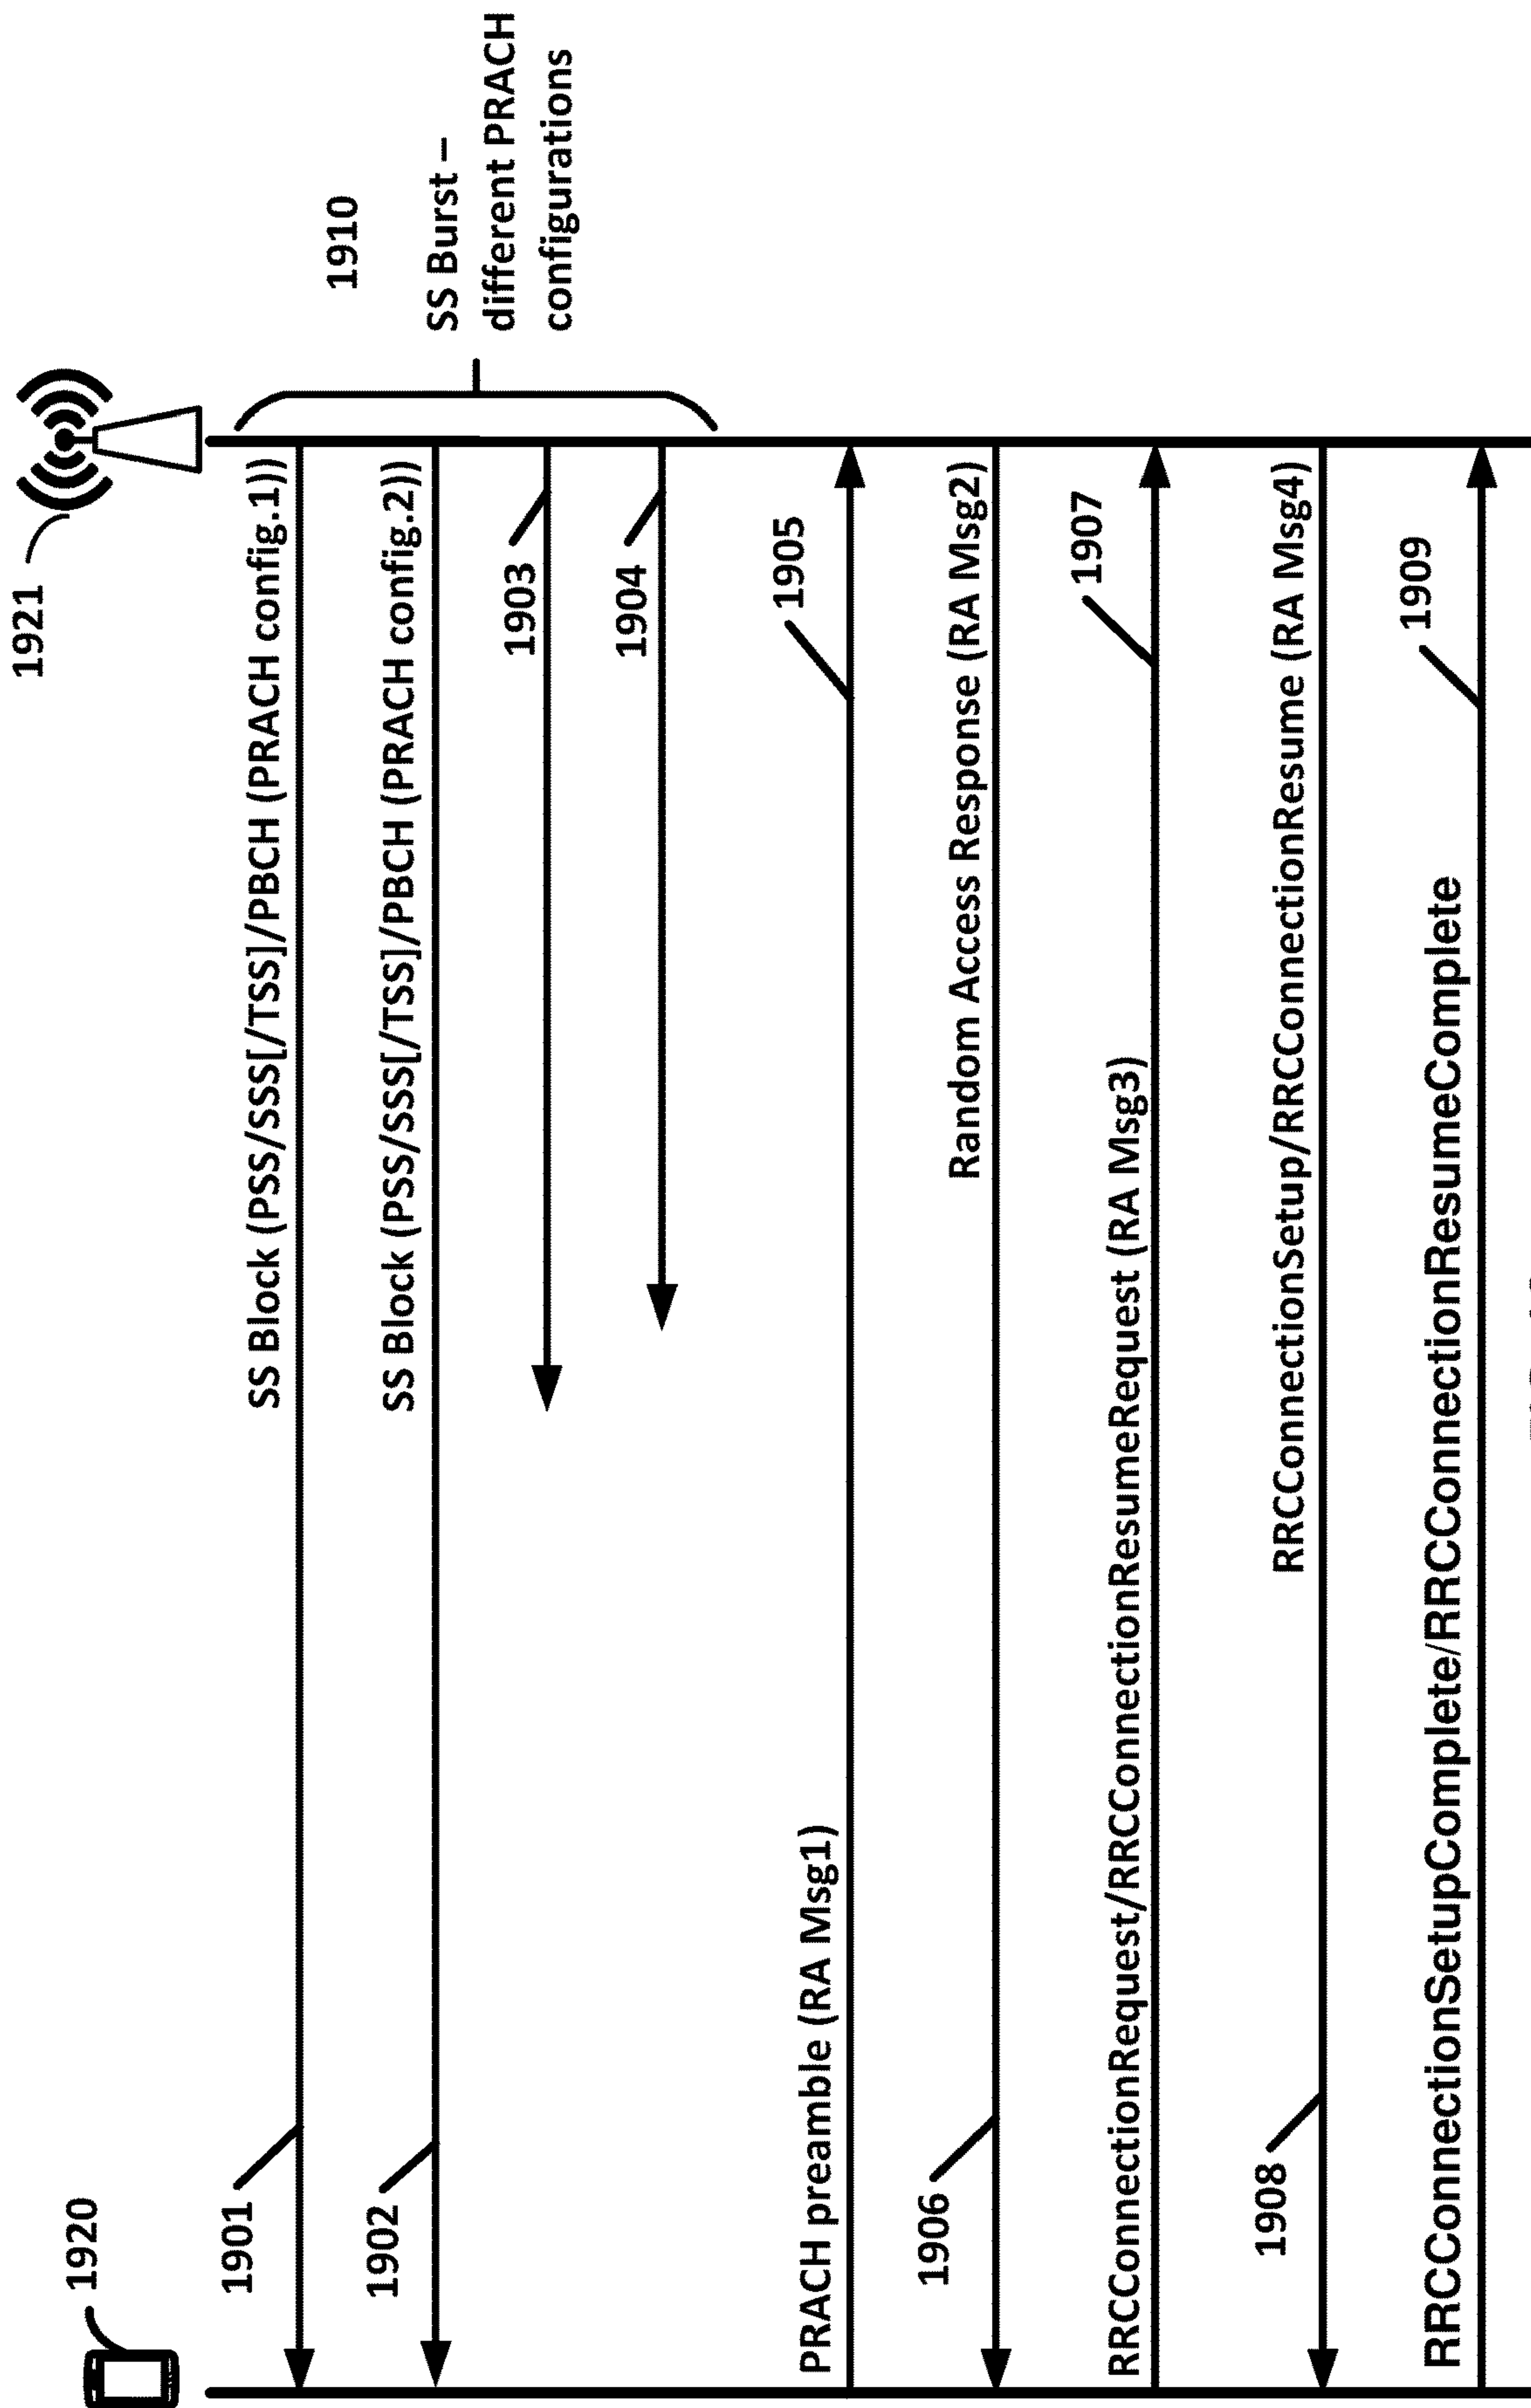 1920
1921
1910
SS Burst –
different PRACH
configurations
SS Block (PSS/SSS[/TSS]/PBCH (PRACH config.1))
1901
SS Block (PSS/SSS[/TSS]/PBCH (PRACH config.2))
1902
1903
1904
PRACH preamble (RA Msg1)
1905
Random Access Response (RA Msg2)
1906
RRCConnectionRequest/RRCConnectionResumeRequest (RA Msg3)
1907
RRCConnectionSetup/RRCConnectionResume (RA Msg4)
1908
RRCConnectionSetupComplete/RRCConnectionResumeComplete
1909